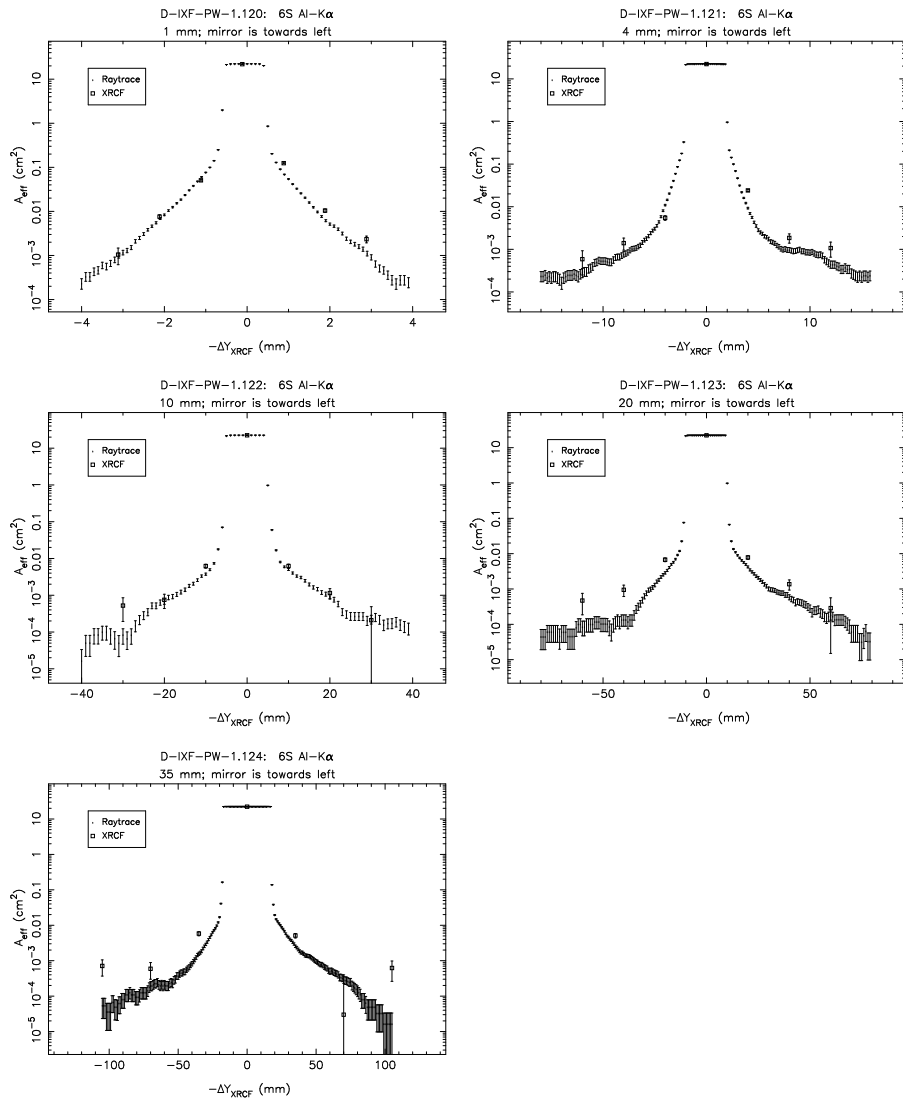 D-IXF-PW-1.120: 6S Al-Kα
1 mm; mirror is towards left
Raytrace
XRCF
A_eff (cm²)
10
1
0.1
0.01
10⁻³
10⁻⁴
−4 −2 0 2 4
−ΔY_XRCF (mm)
D-IXF-PW-1.121: 6S Al-Kα
4 mm; mirror is towards left
Raytrace
XRCF
A_eff (cm²)
10
1
0.1
0.01
10⁻³
10⁻⁴
−10 0 10
−ΔY_XRCF (mm)
D-IXF-PW-1.122: 6S Al-Kα
10 mm; mirror is towards left
Raytrace
XRCF
A_eff (cm²)
10
1
0.1
0.01
10⁻³
10⁻⁴
10⁻⁵
−40 −20 0 20 40
−ΔY_XRCF (mm)
D-IXF-PW-1.123: 6S Al-Kα
20 mm; mirror is towards left
Raytrace
XRCF
A_eff (cm²)
10
1
0.1
0.01
10⁻³
10⁻⁴
10⁻⁵
−50 0 50
−ΔY_XRCF (mm)
D-IXF-PW-1.124: 6S Al-Kα
35 mm; mirror is towards left
Raytrace
XRCF
A_eff (cm²)
10
1
0.1
0.01
10⁻³
10⁻⁴
10⁻⁵
−100 −50 0 50 100
−ΔY_XRCF (mm)